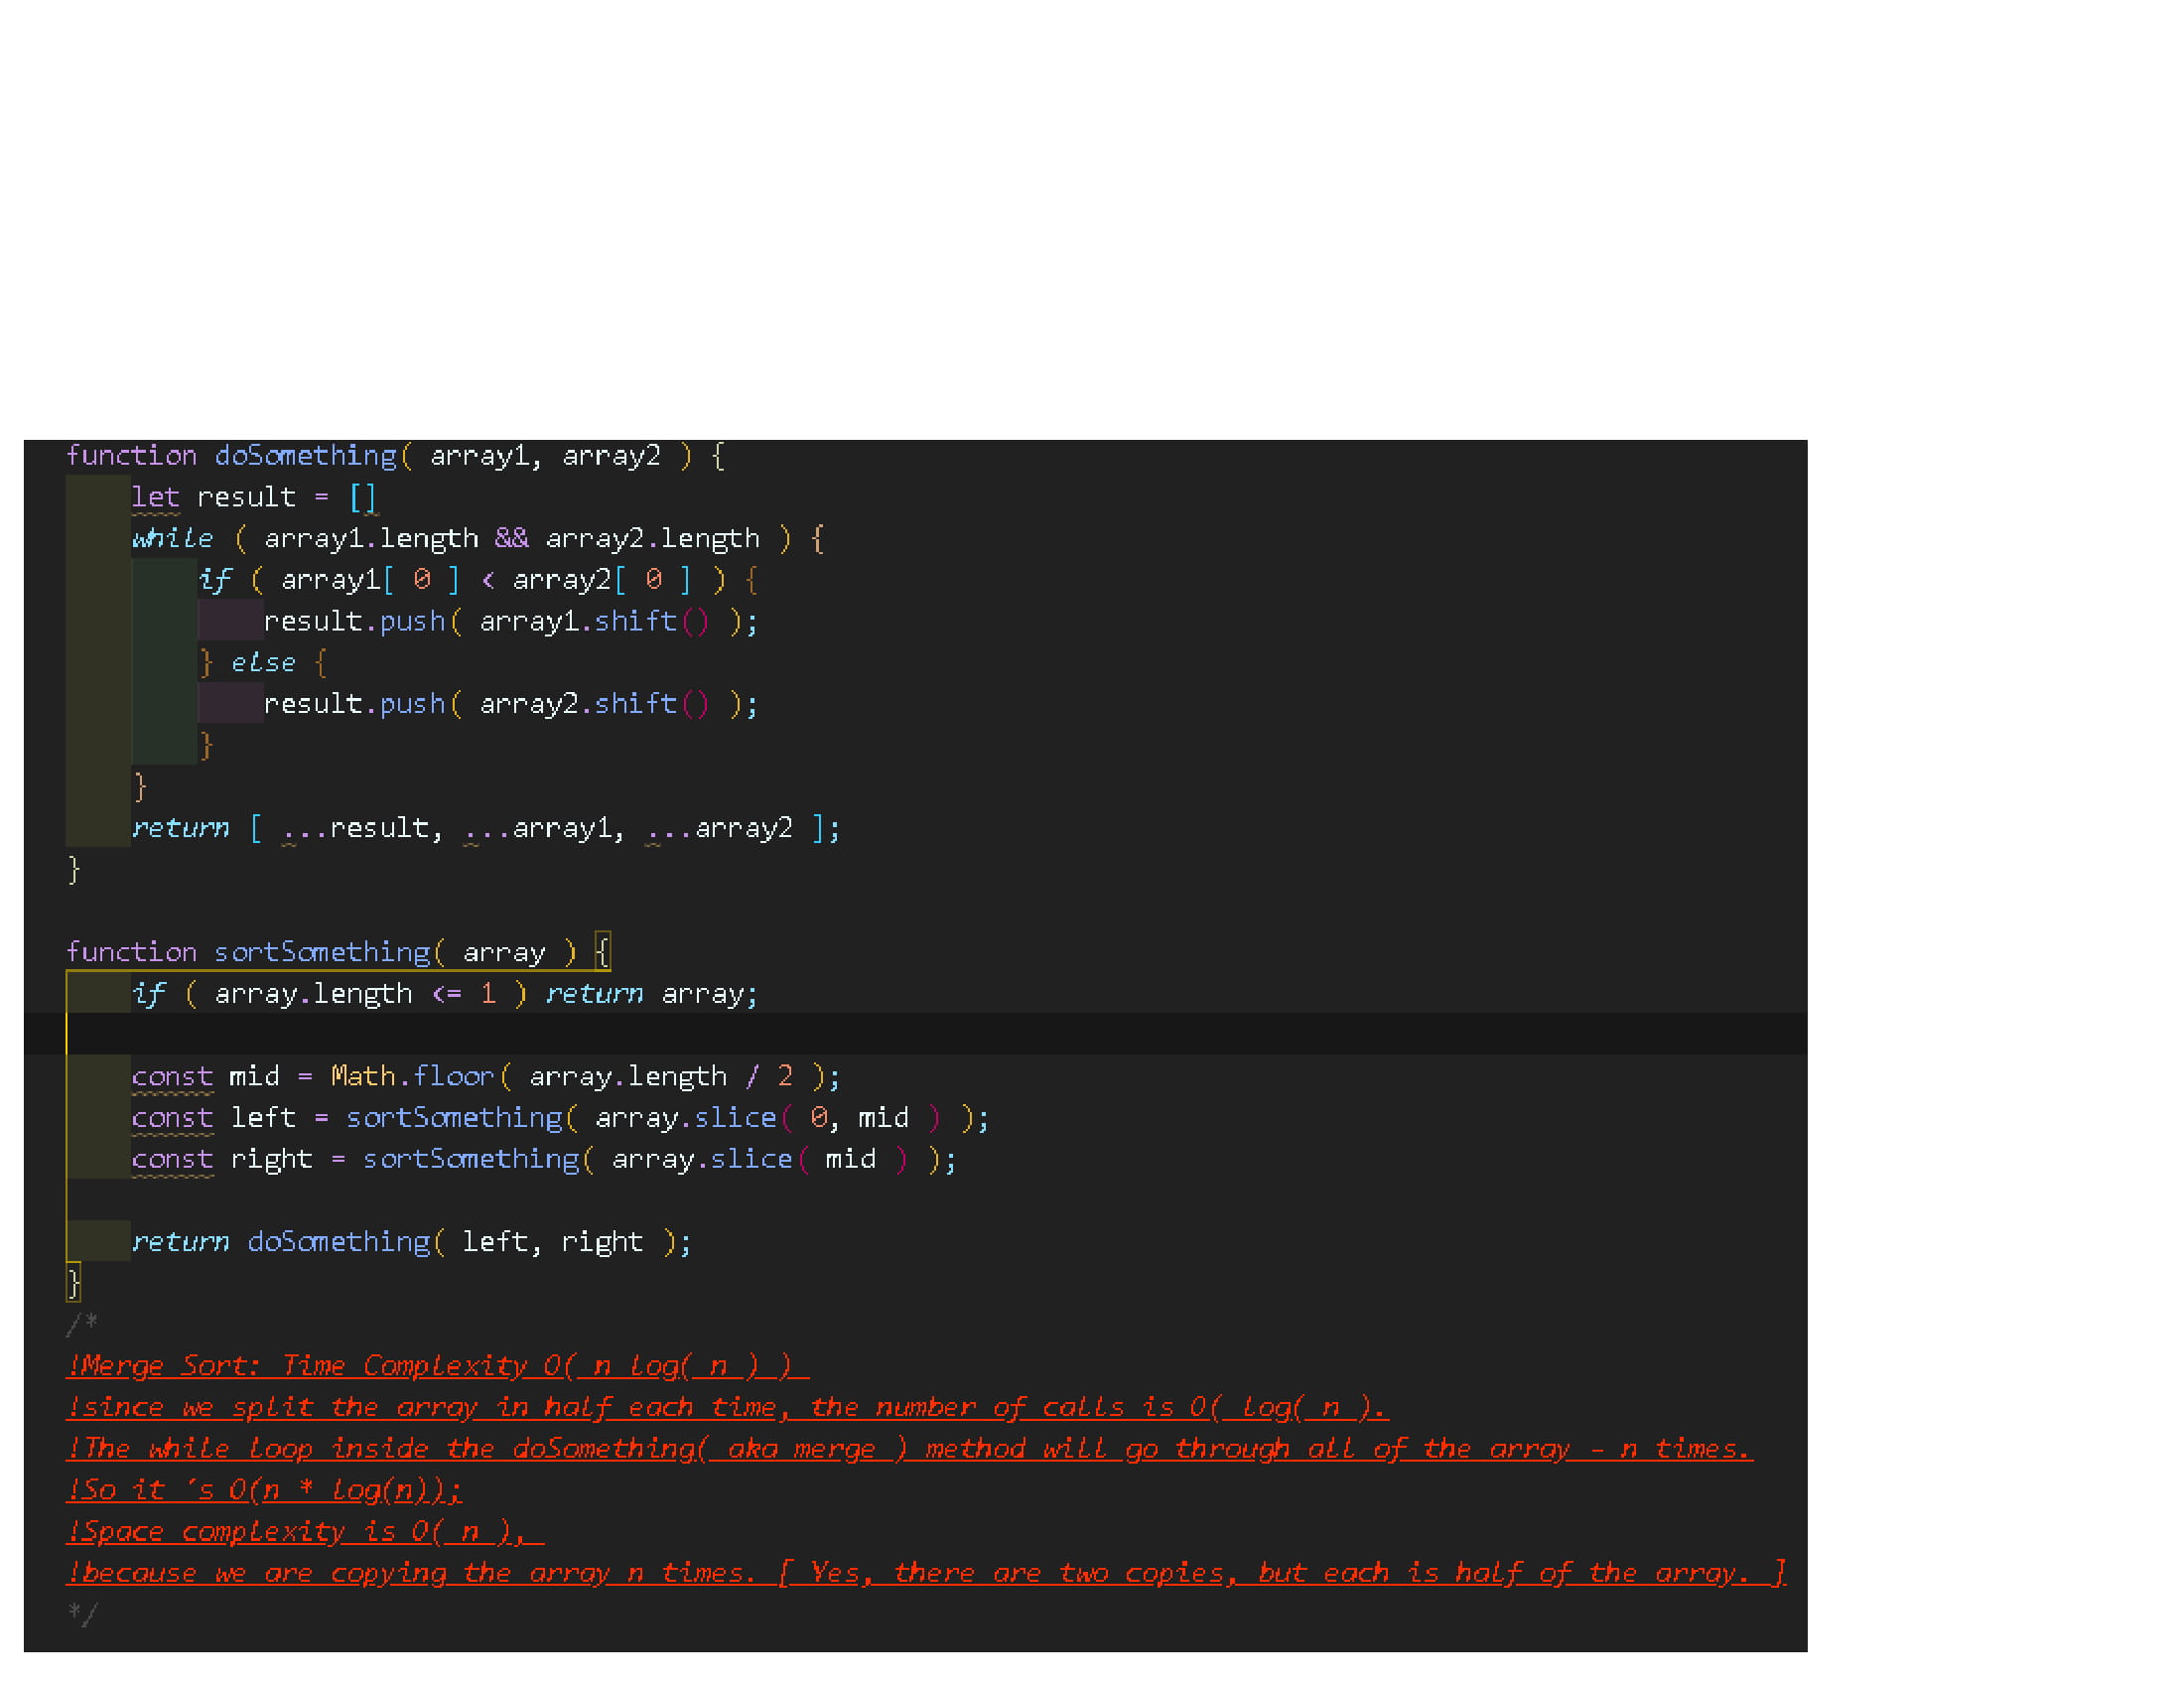 function doSomething( array1, array2 ) {
let result = []
while ( array1.length && array2.length ) {
if ( array1[ 0 ] < array2[ 0 ] ) {
result.push( array1.shift() );
} else {
result.push( array2.shift() );
}
}
return [ ...result, ...array1, ...array2 ];
}
function sortSomething( array ) {
if ( array.length <= 1 ) return array;
const mid = Math.floor( array.length / 2 );
const left = sortSomething( array.slice( 0, mid ) );
const right = sortSomething( array.slice( mid ) );
return doSomething( left, right );
}
/*
!Merge Sort: Time Complexity O( n log( n ) )
!since we split the array in half each time, the number of calls is O( log( n ).
!The while loop inside the doSomething( aka merge ) method will go through all of the array - n times.
!So it ´s O(n * log(n));
!Space complexity is O( n ),
!because we are copying the array n times. [ Yes, there are two copies, but each is half of the array. ]
*/